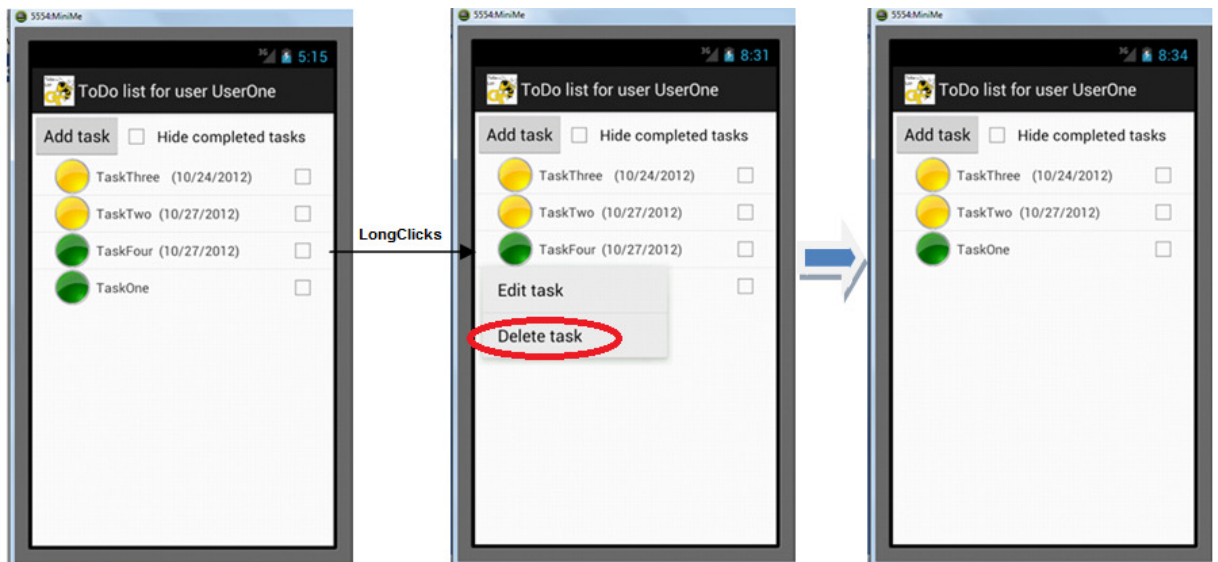 5554:MiniMe
3G 5:15
ToDo list for user UserOne
Add task Hide completed tasks
TaskThree (10/24/2012)
TaskTwo (10/27/2012)
TaskFour (10/27/2012)
TaskOne
LongClicks
5554:MiniMe
3G 8:31
ToDo list for user UserOne
Add task Hide completed tasks
TaskThree (10/24/2012)
TaskTwo (10/27/2012)
TaskFour (10/27/2012)
Edit task
Delete task
5554:MiniMe
3G 8:34
ToDo list for user UserOne
Add task Hide completed tasks
TaskThree (10/24/2012)
TaskTwo (10/27/2012)
TaskOne